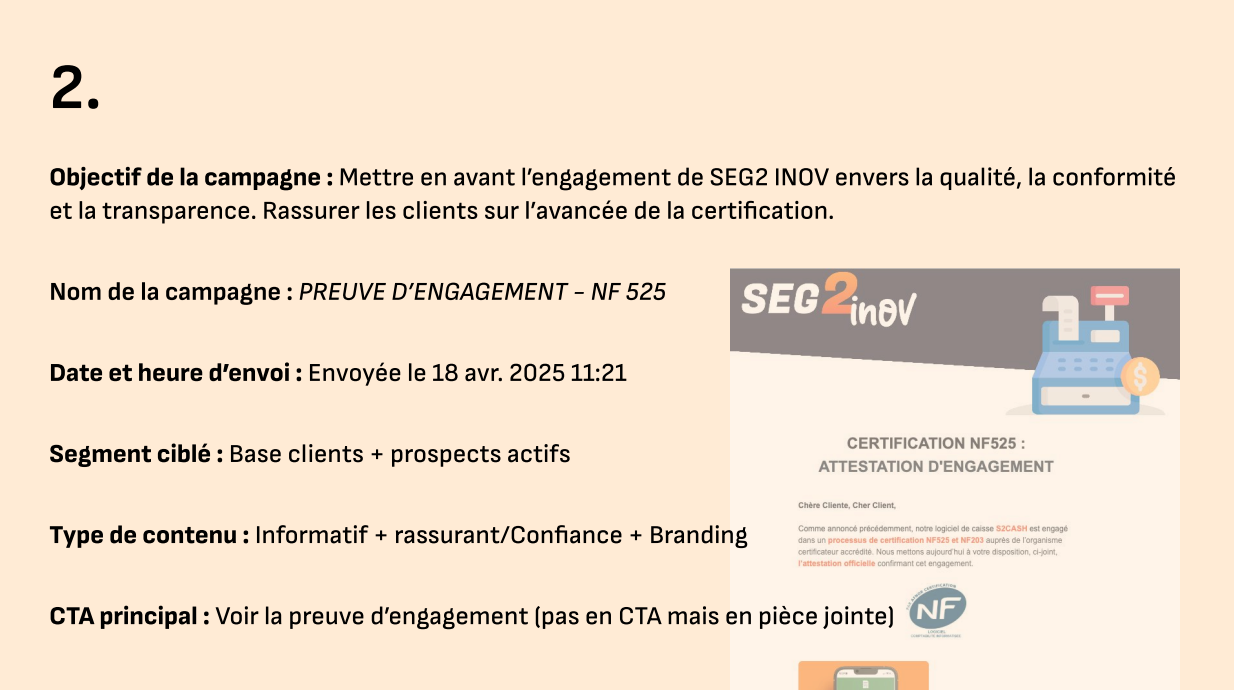 2.
Objectif de la campagne : Mettre en avant l’engagement de SEG2 INOV envers la qualité, la conformité
et la transparence. Rassurer les clients sur l’avancée de la certification.
Nom de la campagne : PREUVE D’ENGAGEMENT - NF 525
Date et heure d’envoi : Envoyée le 18 avr. 2025 11:21
Segment ciblé : Base clients + prospects actifs
Type de contenu : Informatif + rassurant/Confiance + Branding
CTA principal : Voir la preuve d’engagement (pas en CTA mais en pièce jointe)
SEG2inoV
$
CERTIFICATION NF525 :
ATTESTATION D'ENGAGEMENT
Chère Cliente, Cher Client,
Comme annoncé précédemment, notre logiciel de caisse S2CASH est engagé
dans un processus de certification NF525 et NF203 auprès de l'organisme
certificateur accrédité. Nous mettons aujourd'hui à votre disposition, ci-joint,
l'attestation officielle confirmant cet engagement.
NF
LOGICIEL
COMPTABILITÉ INFORMATIQUE